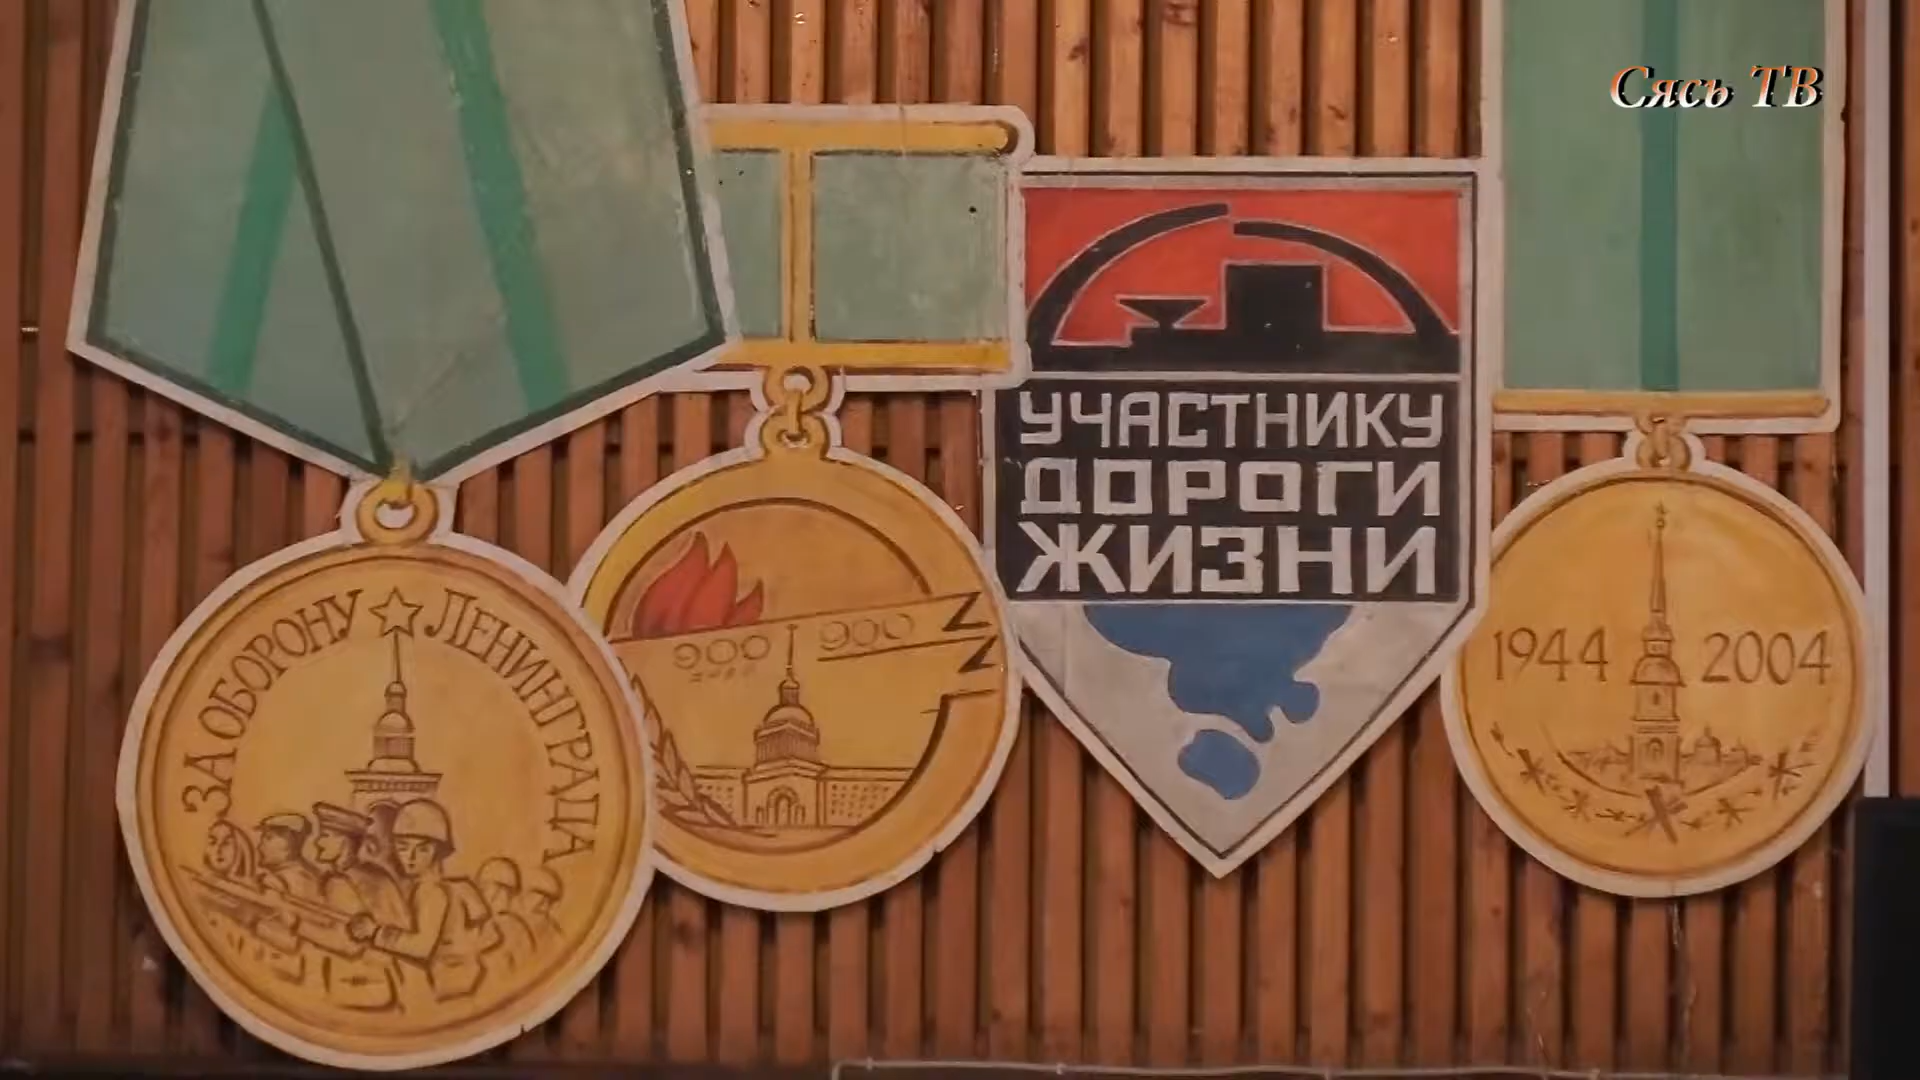 Сясь ТВ
ЗА ОБОРОНУ ЛЕНИНГРАДА
900 900
УЧАСТНИКУ
ДОРОГИ
ЖИЗНИ
1944 2004